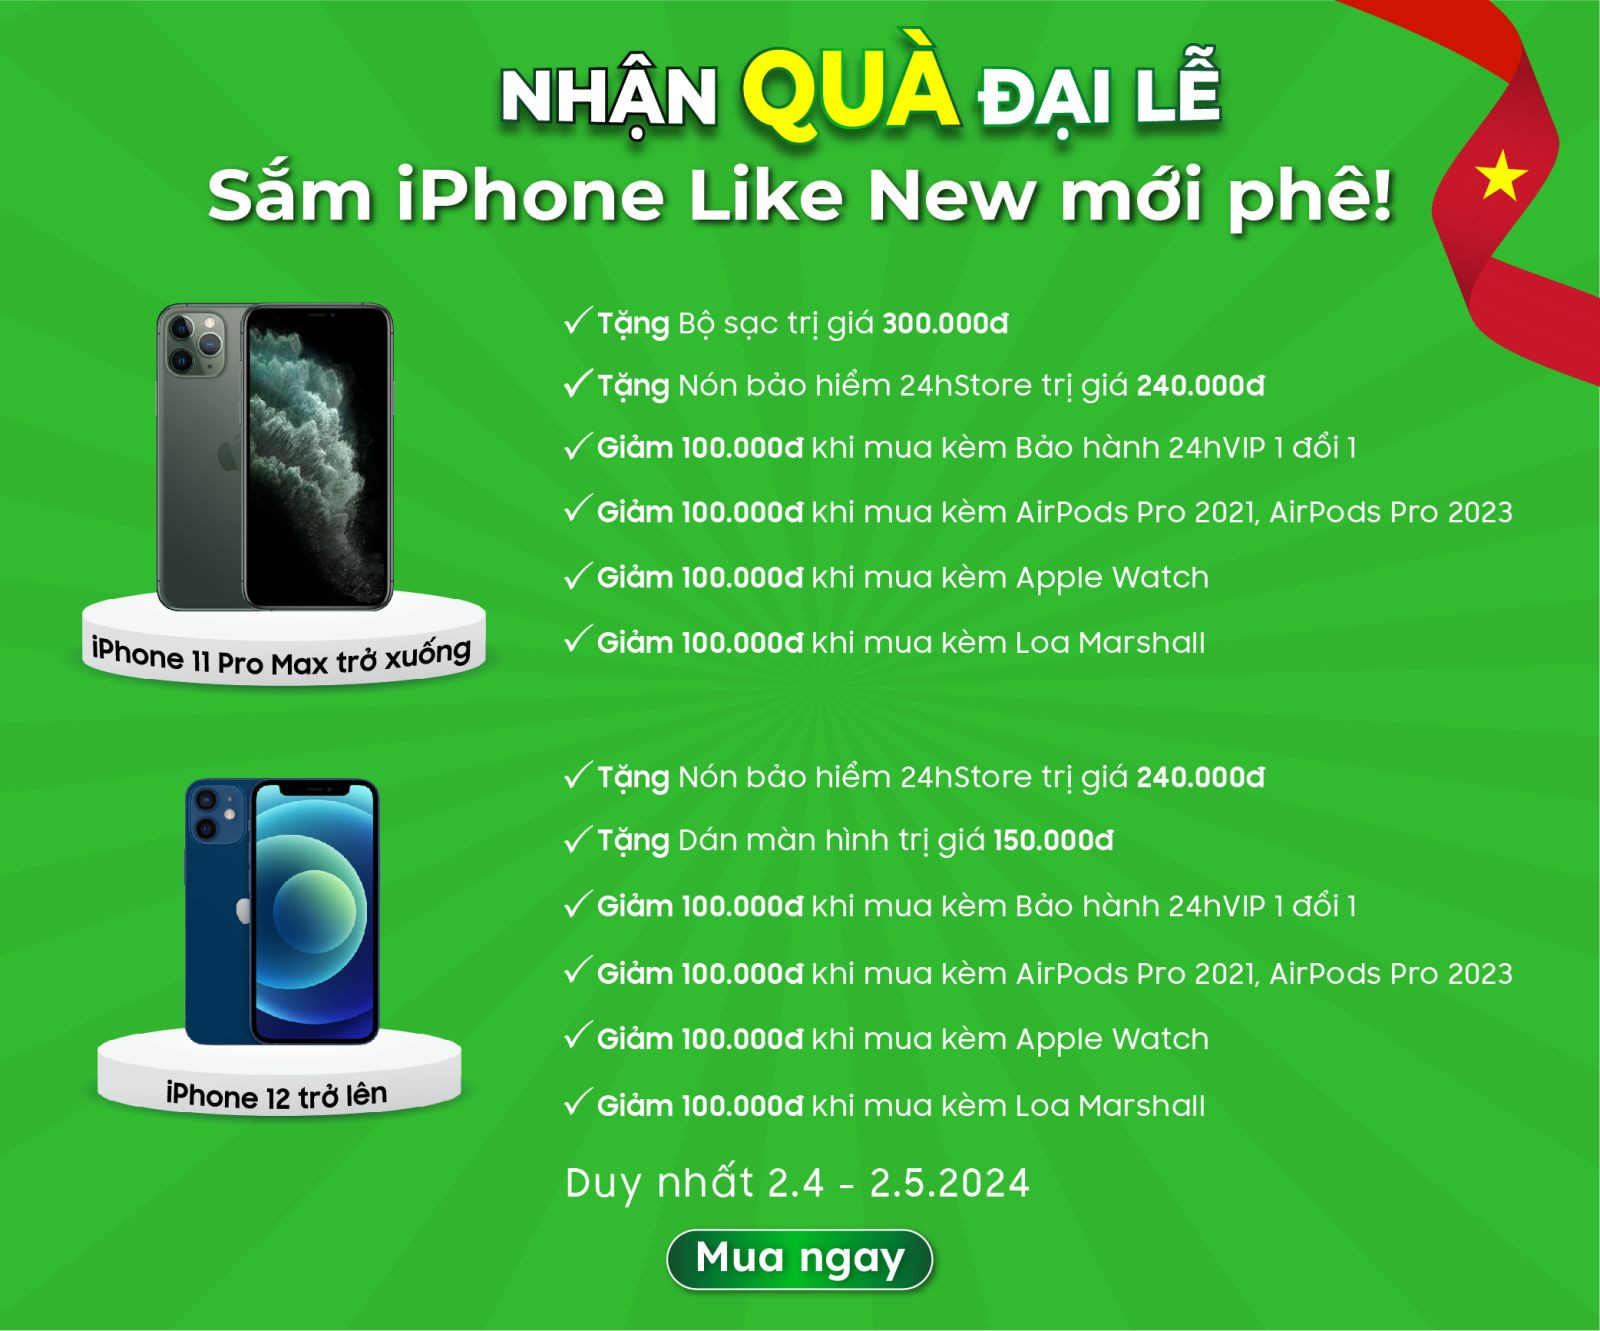 NHẬN QUÀ ĐẠI LỄ
Sắm iPhone Like New mới phê!
Tặng Bộ sạc trị giá 300.000đ
Tặng Nón bảo hiểm 24hStore trị giá 240.000đ
Giảm 100.000đ khi mua kèm Bảo hành 24hVIP 1 đổi 1
Giảm 100.000đ khi mua kèm AirPods Pro 2021, AirPods Pro 2023
Giảm 100.000đ khi mua kèm Apple Watch
Giảm 100.000đ khi mua kèm Loa Marshall
iPhone 11 Pro Max trở xuống
Tặng Nón bảo hiểm 24hStore trị giá 240.000đ
Tặng Dán màn hình trị giá 150.000đ
Giảm 100.000đ khi mua kèm Bảo hành 24hVIP 1 đổi 1
Giảm 100.000đ khi mua kèm AirPods Pro 2021, AirPods Pro 2023
Giảm 100.000đ khi mua kèm Apple Watch
Giảm 100.000đ khi mua kèm Loa Marshall
iPhone 12 trở lên
Duy nhất 2.4 - 2.5.2024
Mua ngay